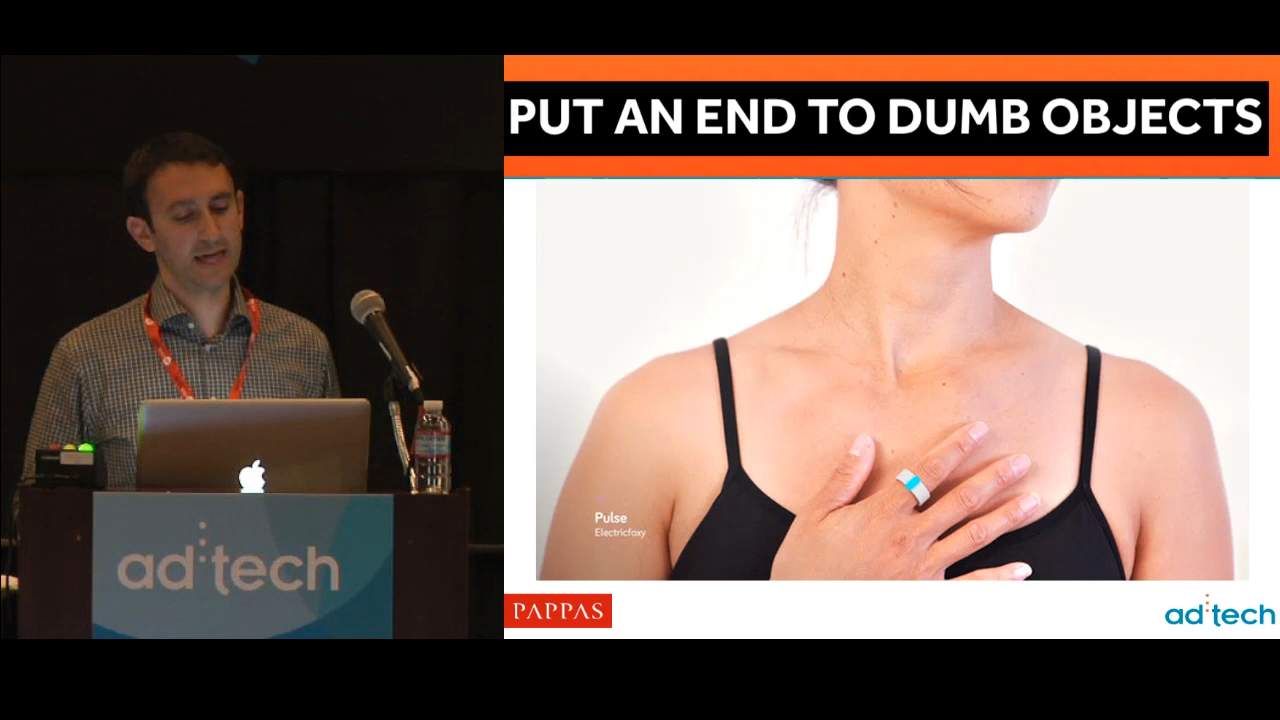 PUT AN END TO DUMB OBJECTS
Pulse
Electricfoxy
ad:tech
PAPPAS
ad:tech